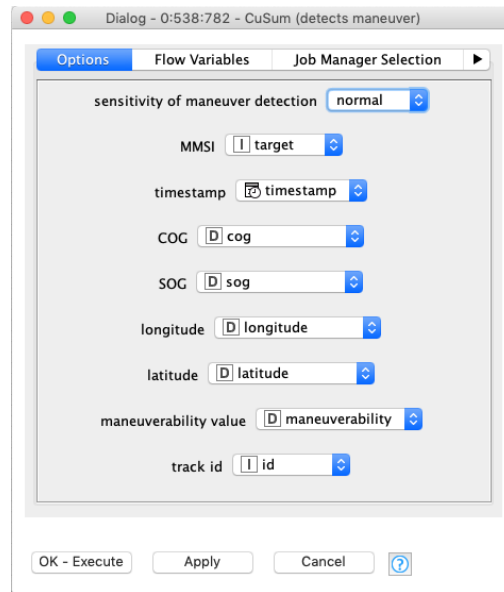 Dialog - 0:538:782 - CuSum (detects maneuver)
Options Flow Variables Job Manager Selection
sensitivity of maneuver detection normal
MMSI I target
timestamp timestamp
COG D cog
SOG D sog
longitude D longitude
latitude D latitude
maneuverability value D maneuverability
track id I id
OK - Execute Apply Cancel ?